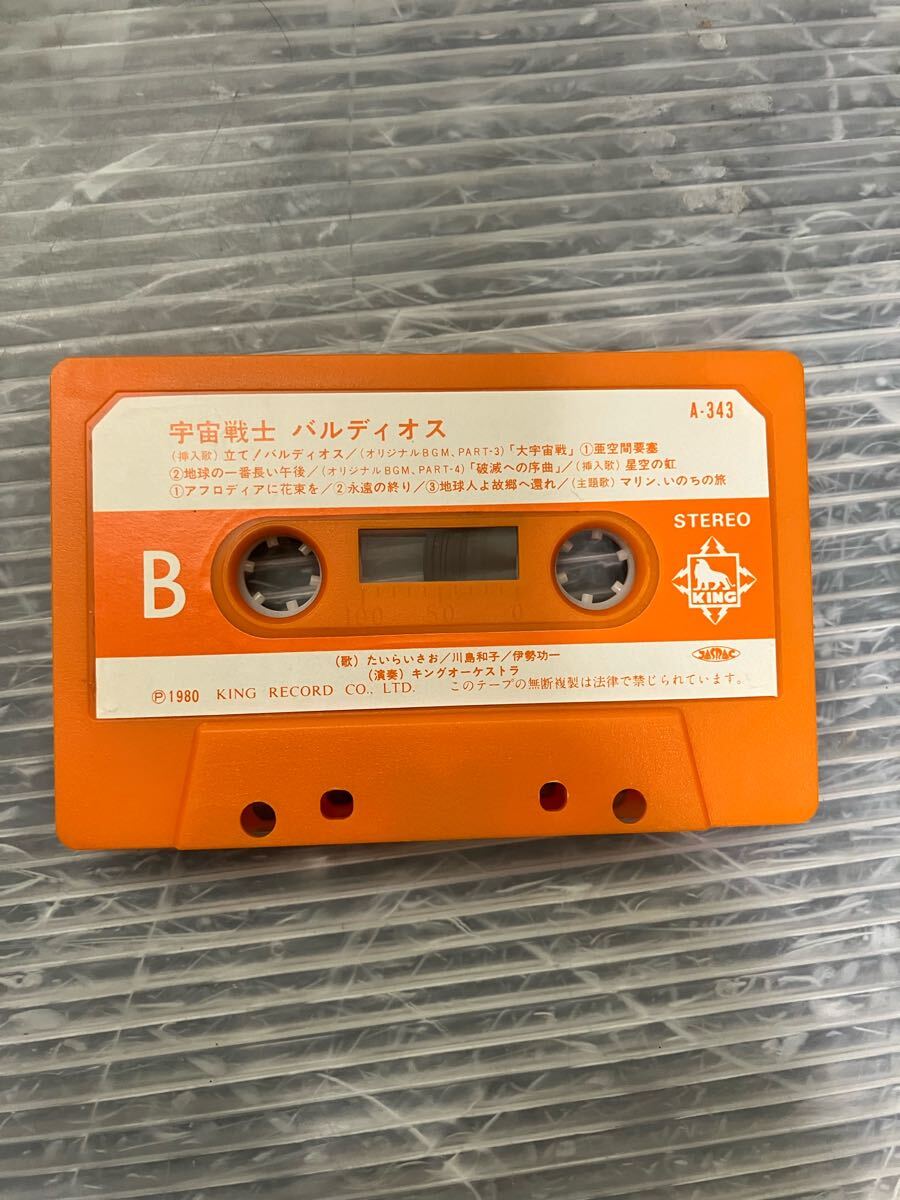 A-343
宇宙戦士 バルディオス
(挿入歌) 立て!バルディオス/(オリジナルBGM、PART-3)「大宇宙戦」①亜空間要塞
②地球の一番長い午後/(オリジナルBGM、PART-4)「破滅への序曲」/(挿入歌) 星空の虹
①アフロディアに花束を/②永遠の終り/③地球人よ故郷へ還れ/(主題歌) マリン、いのちの旅
STEREO
B
KING
100 50 0
(歌) たいらいさお/川島和子/伊勢功一
(演奏) キングオーケストラ
JASRAC
Ⓟ1980 KING RECORD CO., LTD. このテープの無断複製は法律で禁じられています。